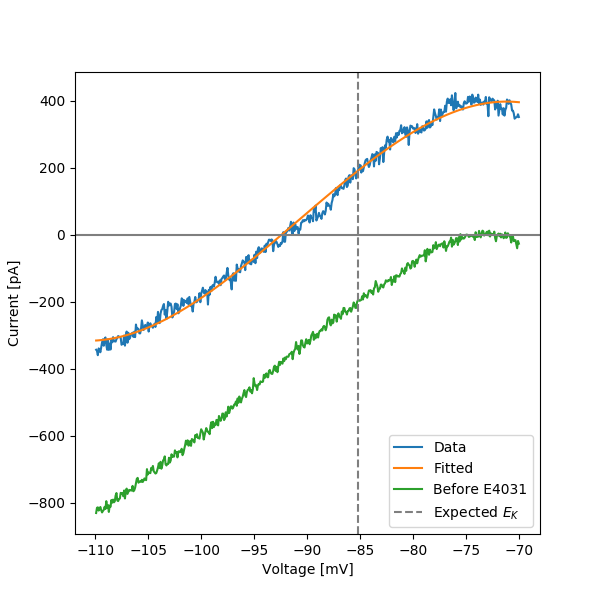 400
200
0
−200
−400
−600
−800
Current [pA]
−110 −105 −100 −95 −90 −85 −80 −75 −70
Voltage [mV]
Data
Fitted
Before E4031
Expected E_K